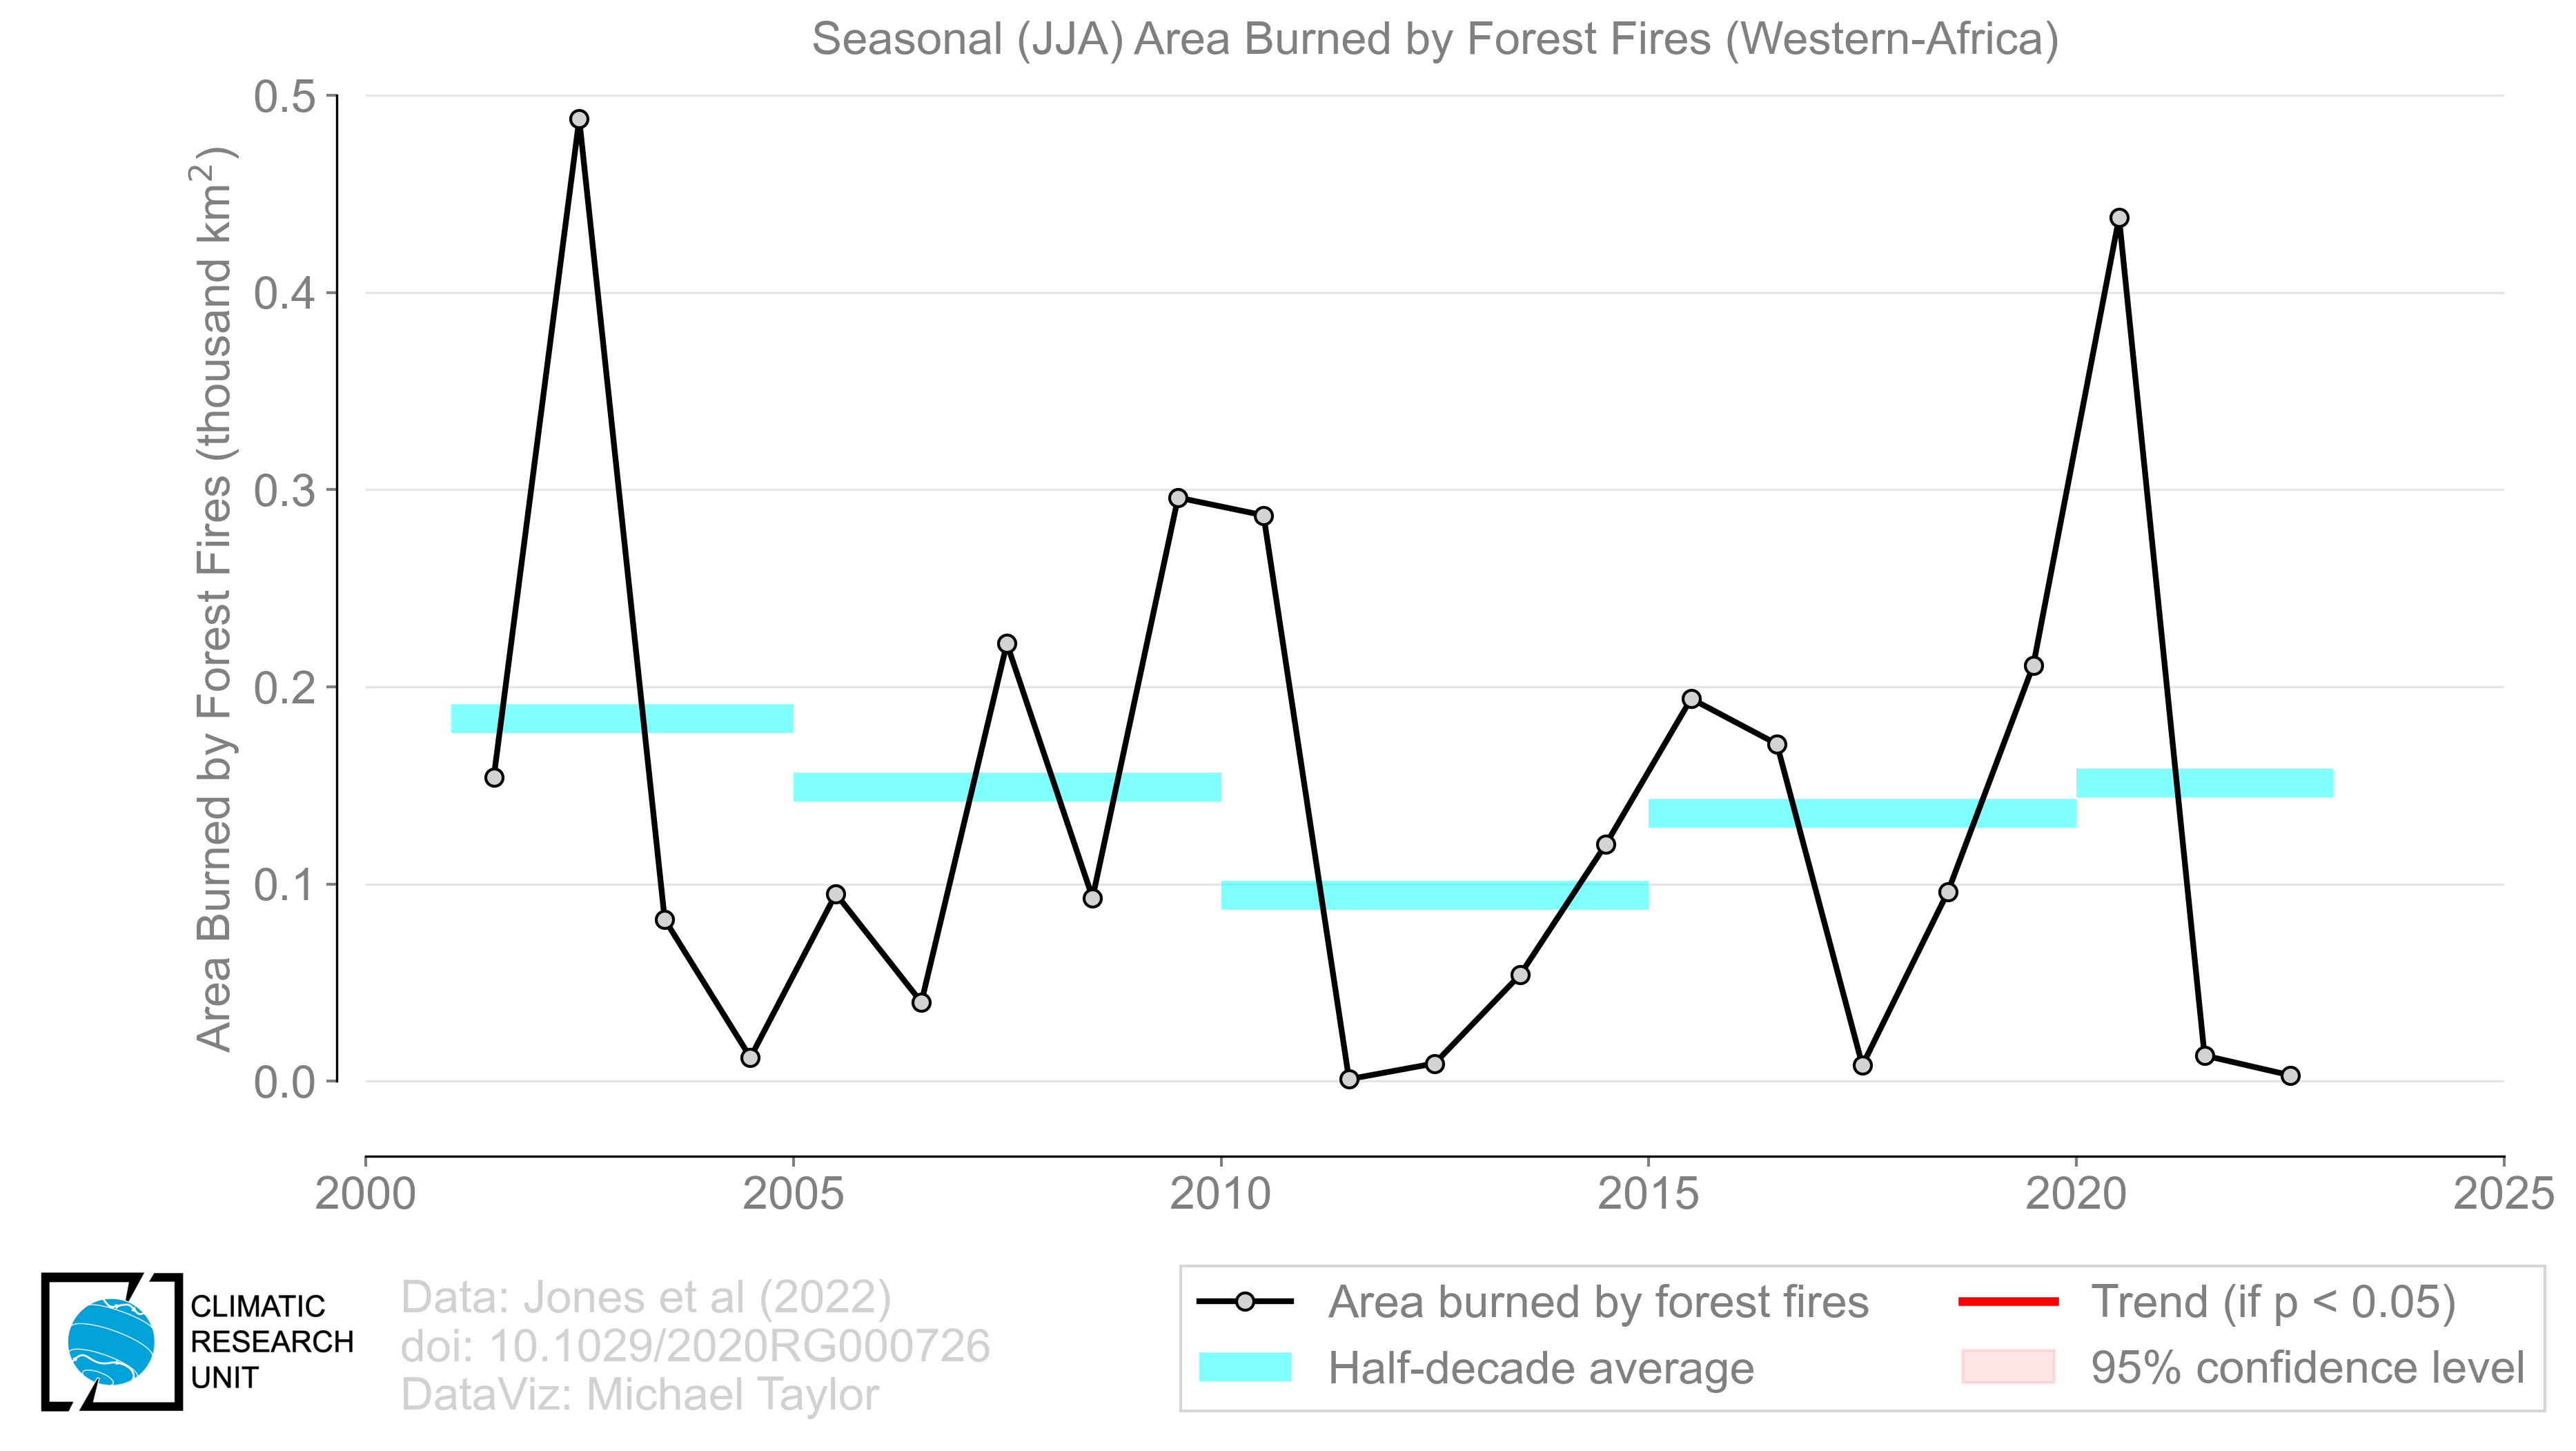 Seasonal (JJA) Area Burned by Forest Fires (Western-Africa)
Area Burned by Forest Fires (thousand km²)
0.5
0.4
0.3
0.2
0.1
0.0
2000 2005 2010 2015 2020 2025
CLIMATIC
RESEARCH
UNIT
Data: Jones et al (2022)
doi: 10.1029/2020RG000726
DataViz: Michael Taylor
Area burned by forest fires
Half-decade average
Trend (if p < 0.05)
95% confidence level